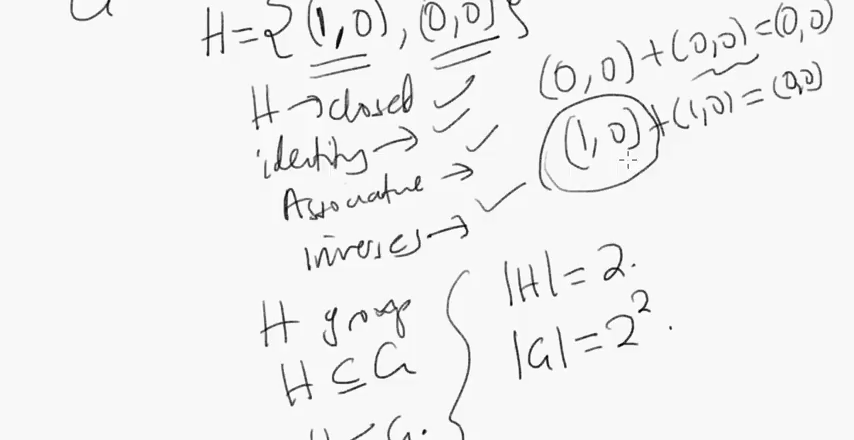 H={(1,0), (0,0)}
H→closed ✓
identity→ ✓
Associative → ✓
inverses→ ✓
(0,0)+(0,0)=(0,0)
(1,0)+(1,0)=(0,0)
H group
H⊆G
|H|=2.
|G|=2².